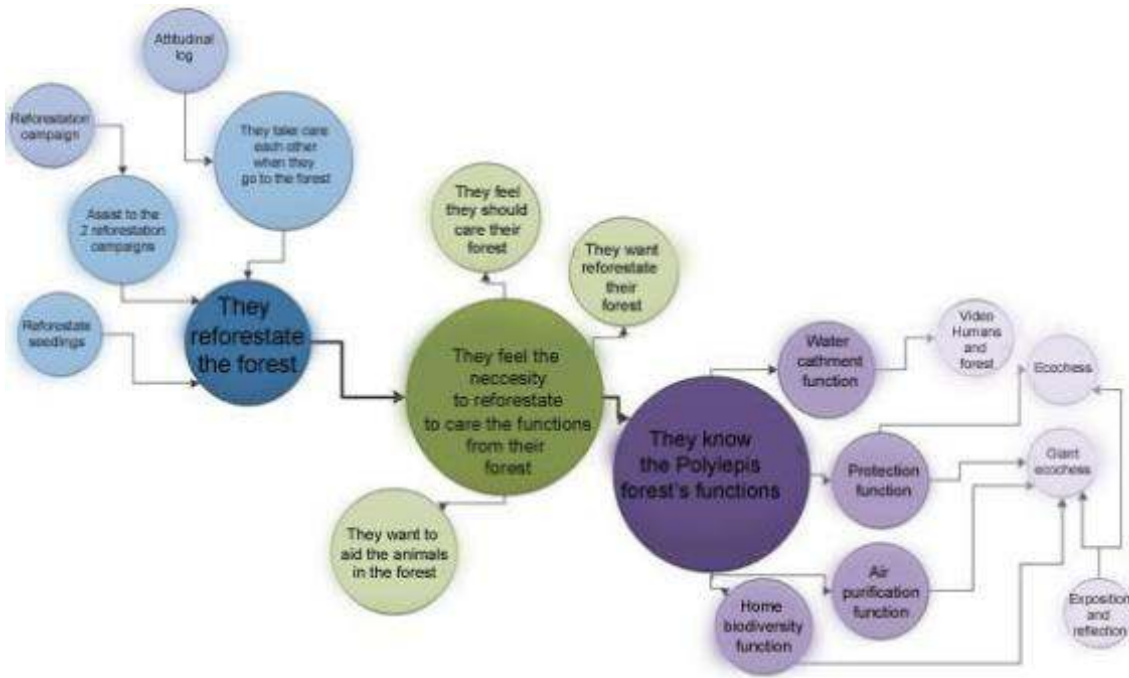 Attitudinal
log
Reforestation
campaign
They take care
each other
when they
go to the forest
Assist to the
2 reforestation
campaigns
They
reforestate
the forest
Reforestate
seedings
They feel
they should
care their
forest
They want
reforestate
their
forest
They feel the
neccesity
to reforestate
to care the functions
from their
forest
They want to
aid the animals
in the forest
They know
the Polylepis
forest's functions
Water
cathment
function
Video
Humans
and
forest
Ecochess
Protection
function
Giant
ecochess
Air
purification
function
Home
biodiversity
function
Exposition
and
reflection